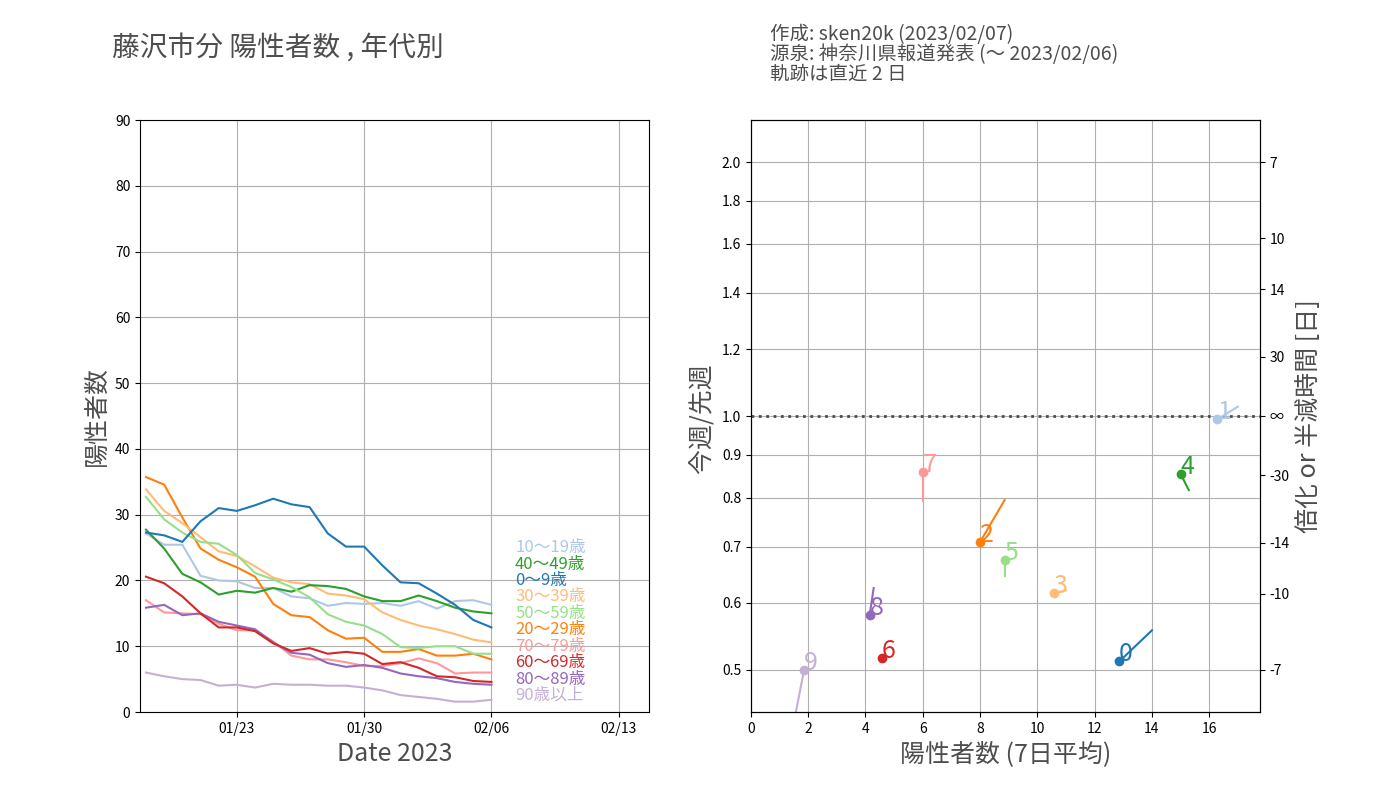 藤沢市分 陽性者数 , 年代別
作成: sken20k (2023/02/07)
源泉: 神奈川県報道発表 (〜 2023/02/06)
軌跡は直近 2 日
陽性者数
90
80
70
60
50
40
30
20
10
0
01/23
01/30
02/06
02/13
Date 2023
10〜19歳
40〜49歳
0〜9歳
30〜39歳
50〜59歳
20〜29歳
70〜79歳
60〜69歳
80〜89歳
90歳以上
今週/先週
2.0
1.8
1.6
1.4
1.2
1.0
0.9
0.8
0.7
0.6
0.5
1
4
7
2
5
3
8
6
0
9
0
2
4
6
8
10
12
14
16
陽性者数 (7日平均)
7
10
14
30
∞
-30
-14
-10
-7
倍化 or 半減時間 [日]